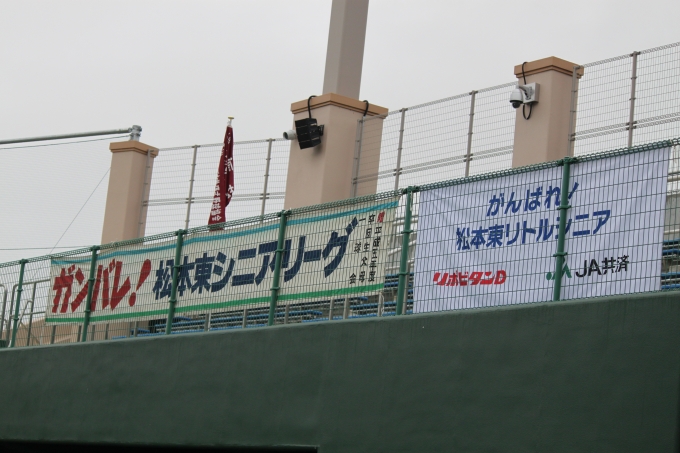 ガンバレ! 松本東シニアリーグ
がんばれ!
松本東リトルシニア
リポビタンD
JA共済